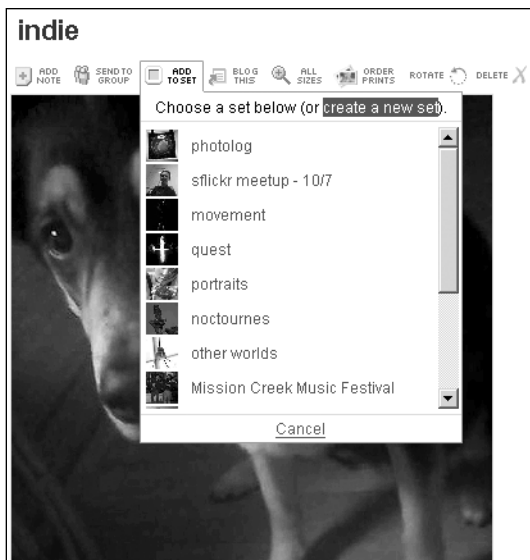 indie
ADD NOTE SEND TO GROUP ADD TO SET BLOG THIS ALL SIZES ORDER PRINTS ROTATE DELETE
Choose a set below (or create a new set).
photolog
sflickr meetup - 10/7
movement
quest
portraits
noctournes
other worlds
Mission Creek Music Festival
Cancel